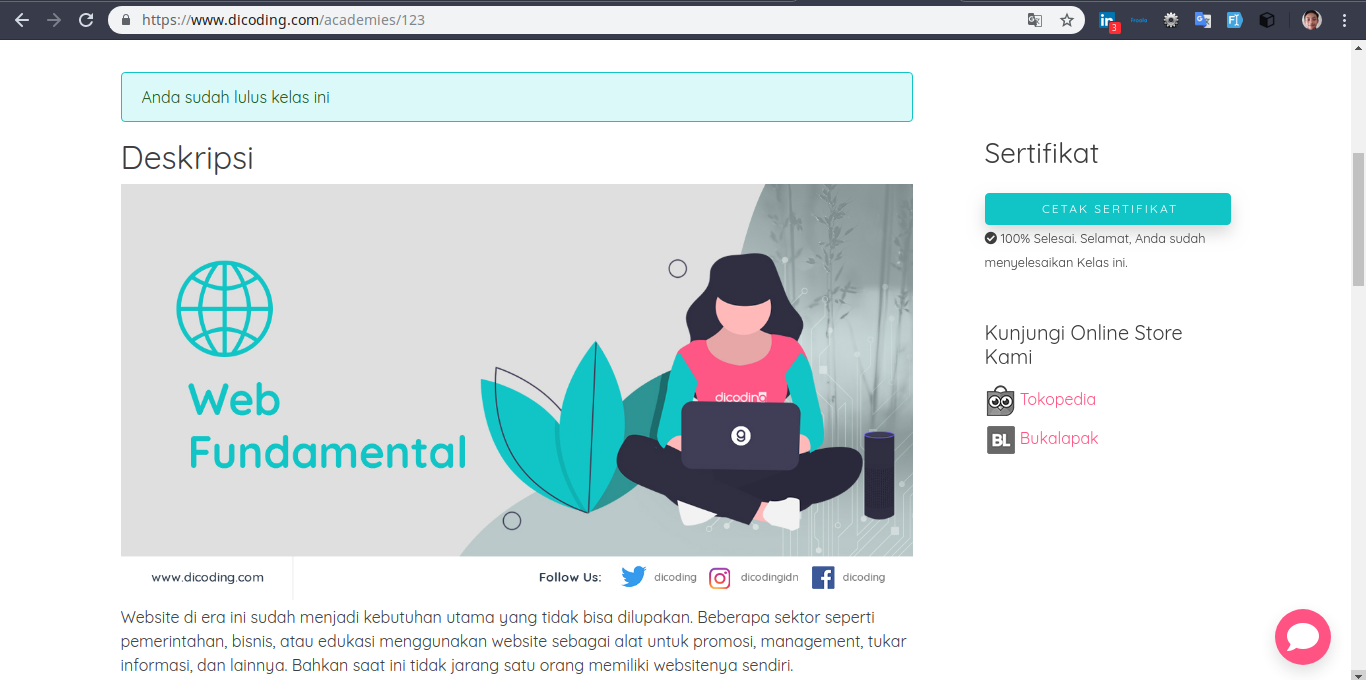 https://www.dicoding.com/academies/123
3
Anda sudah lulus kelas ini
Deskripsi
Web
Fundamental
dicoding
www.dicoding.com
Follow Us:
dicoding
dicodingidn
dicoding
Website di era ini sudah menjadi kebutuhan utama yang tidak bisa dilupakan. Beberapa sektor seperti
pemerintahan, bisnis, atau edukasi menggunakan website sebagai alat untuk promosi, management, tukar
informasi, dan lainnya. Bahkan saat ini tidak jarang satu orang memiliki websitenya sendiri.
Sertifikat
CETAK SERTIFIKAT
100% Selesai. Selamat, Anda sudah
menyelesaikan Kelas ini.
Kunjungi Online Store
Kami
Tokopedia
BL Bukalapak